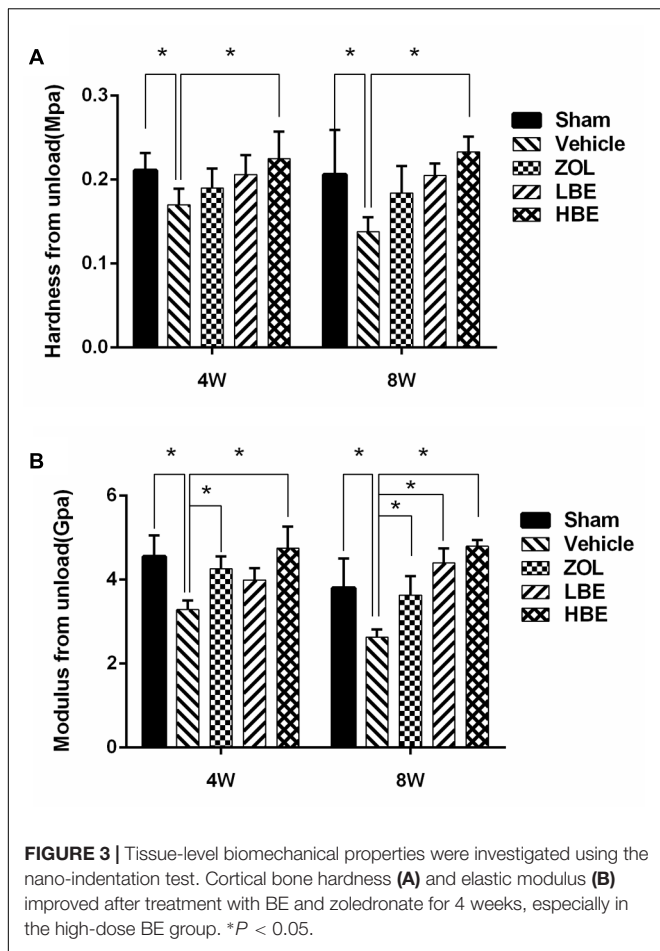 A
* * * *
Hardness from unload(Mpa)
0.3
0.2
0.1
0.0
4W 8W
Sham
Vehicle
ZOL
LBE
HBE
B
* * * *
* * *
Modulus from unload(Gpa)
6
4
2
0
4W 8W
Sham
Vehicle
ZOL
LBE
HBE
FIGURE 3 | Tissue-level biomechanical properties were investigated using the
nano-indentation test. Cortical bone hardness (A) and elastic modulus (B)
improved after treatment with BE and zoledronate for 4 weeks, especially in
the high-dose BE group. *P < 0.05.